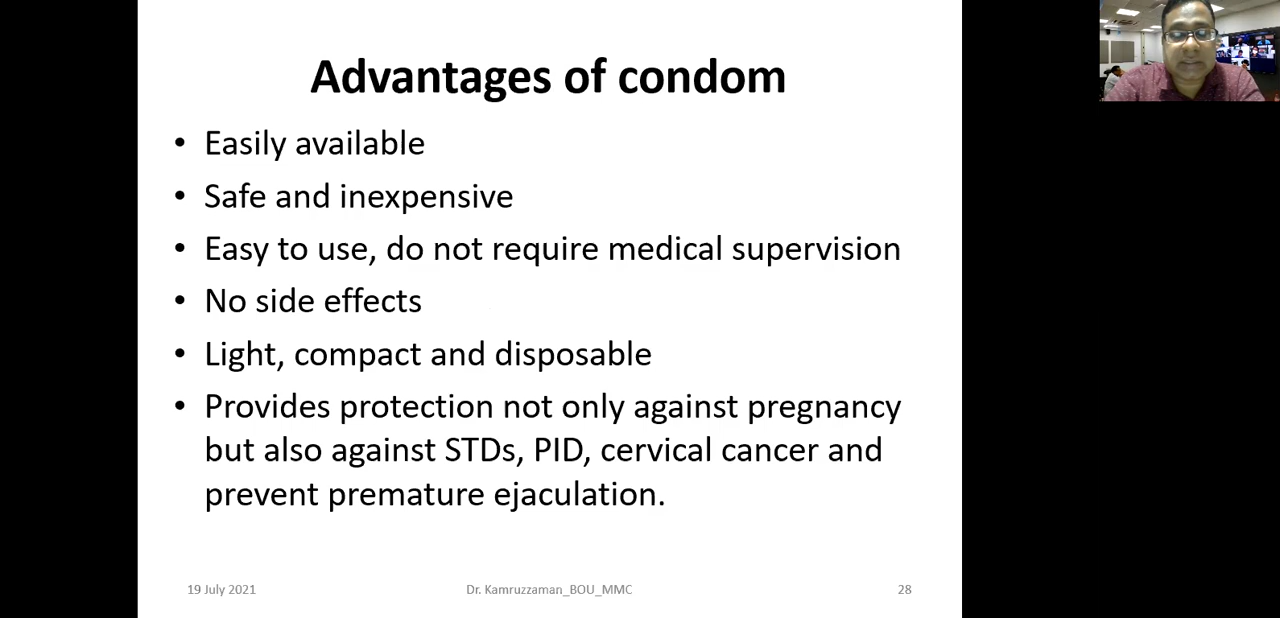 Advantages of condom
• Easily available
• Safe and inexpensive
• Easy to use, do not require medical supervision
• No side effects
• Light, compact and disposable
• Provides protection not only against pregnancy
but also against STDs, PID, cervical cancer and
prevent premature ejaculation.
19 July 2021
Dr. Kamruzzaman_BOU_MMC
28